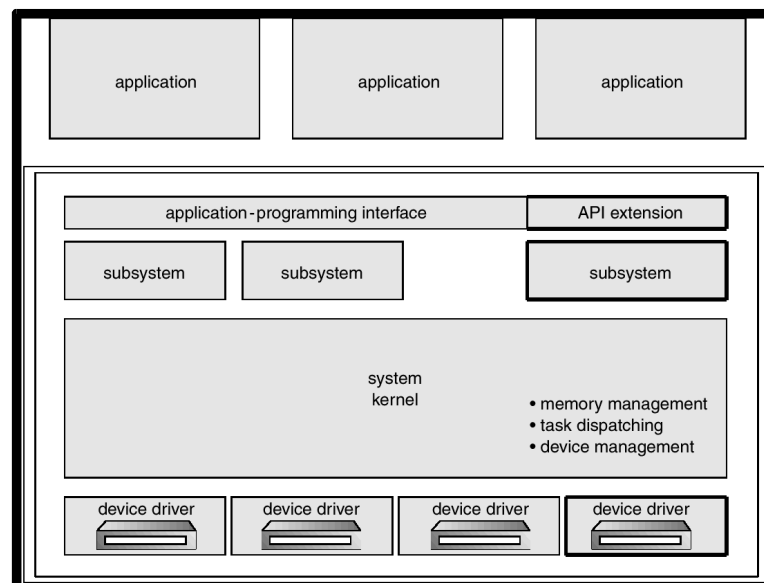 application
application
application
application-programming interface
API extension
subsystem
subsystem
subsystem
system
kernel
• memory management
• task dispatching
• device management
device driver
device driver
device driver
device driver